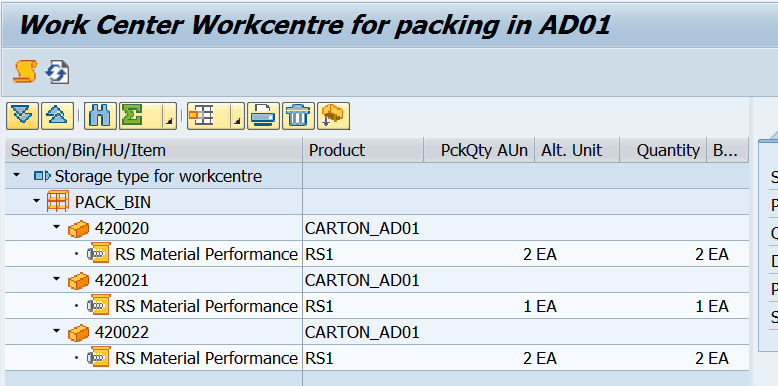 Work Center Workcentre for packing in AD01
Section/Bin/HU/Item Product PckQty AUn Alt. Unit Quantity B...
Storage type for workcentre
PACK_BIN
420020 CARTON_AD01
RS Material Performance RS1 2 EA 2 EA
420021 CARTON_AD01
RS Material Performance RS1 1 EA 1 EA
420022 CARTON_AD01
RS Material Performance RS1 2 EA 2 EA